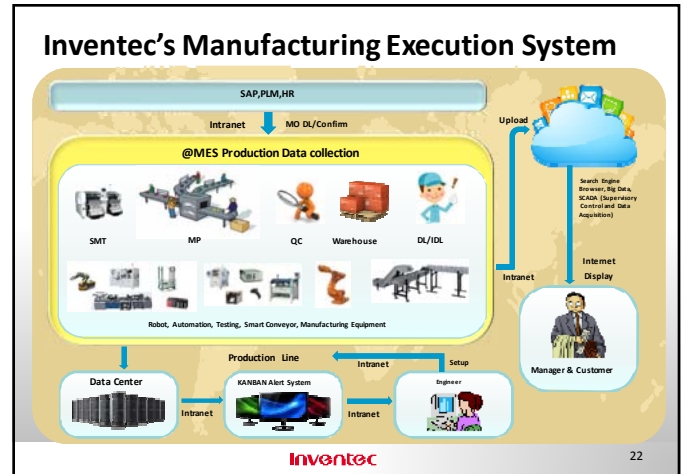 Inventec's Manufacturing Execution System
SAP,PLM,HR
Intranet
MO DL/Confirm
Upload
@MES Production Data collection
SMT
MP
QC
Warehouse
DL/IDL
Search Engine
Browser, Big Data,
SCADA (Supervisory
Control and Data
Acquisition)
Intranet
Internet
Display
Robot, Automation, Testing, Smart Conveyor, Manufacturing Equipment
Production Line
Intranet
Setup
Manager & Customer
Data Center
KANBAN Alert System
Engineer
Intranet
Intranet
Inventec
22